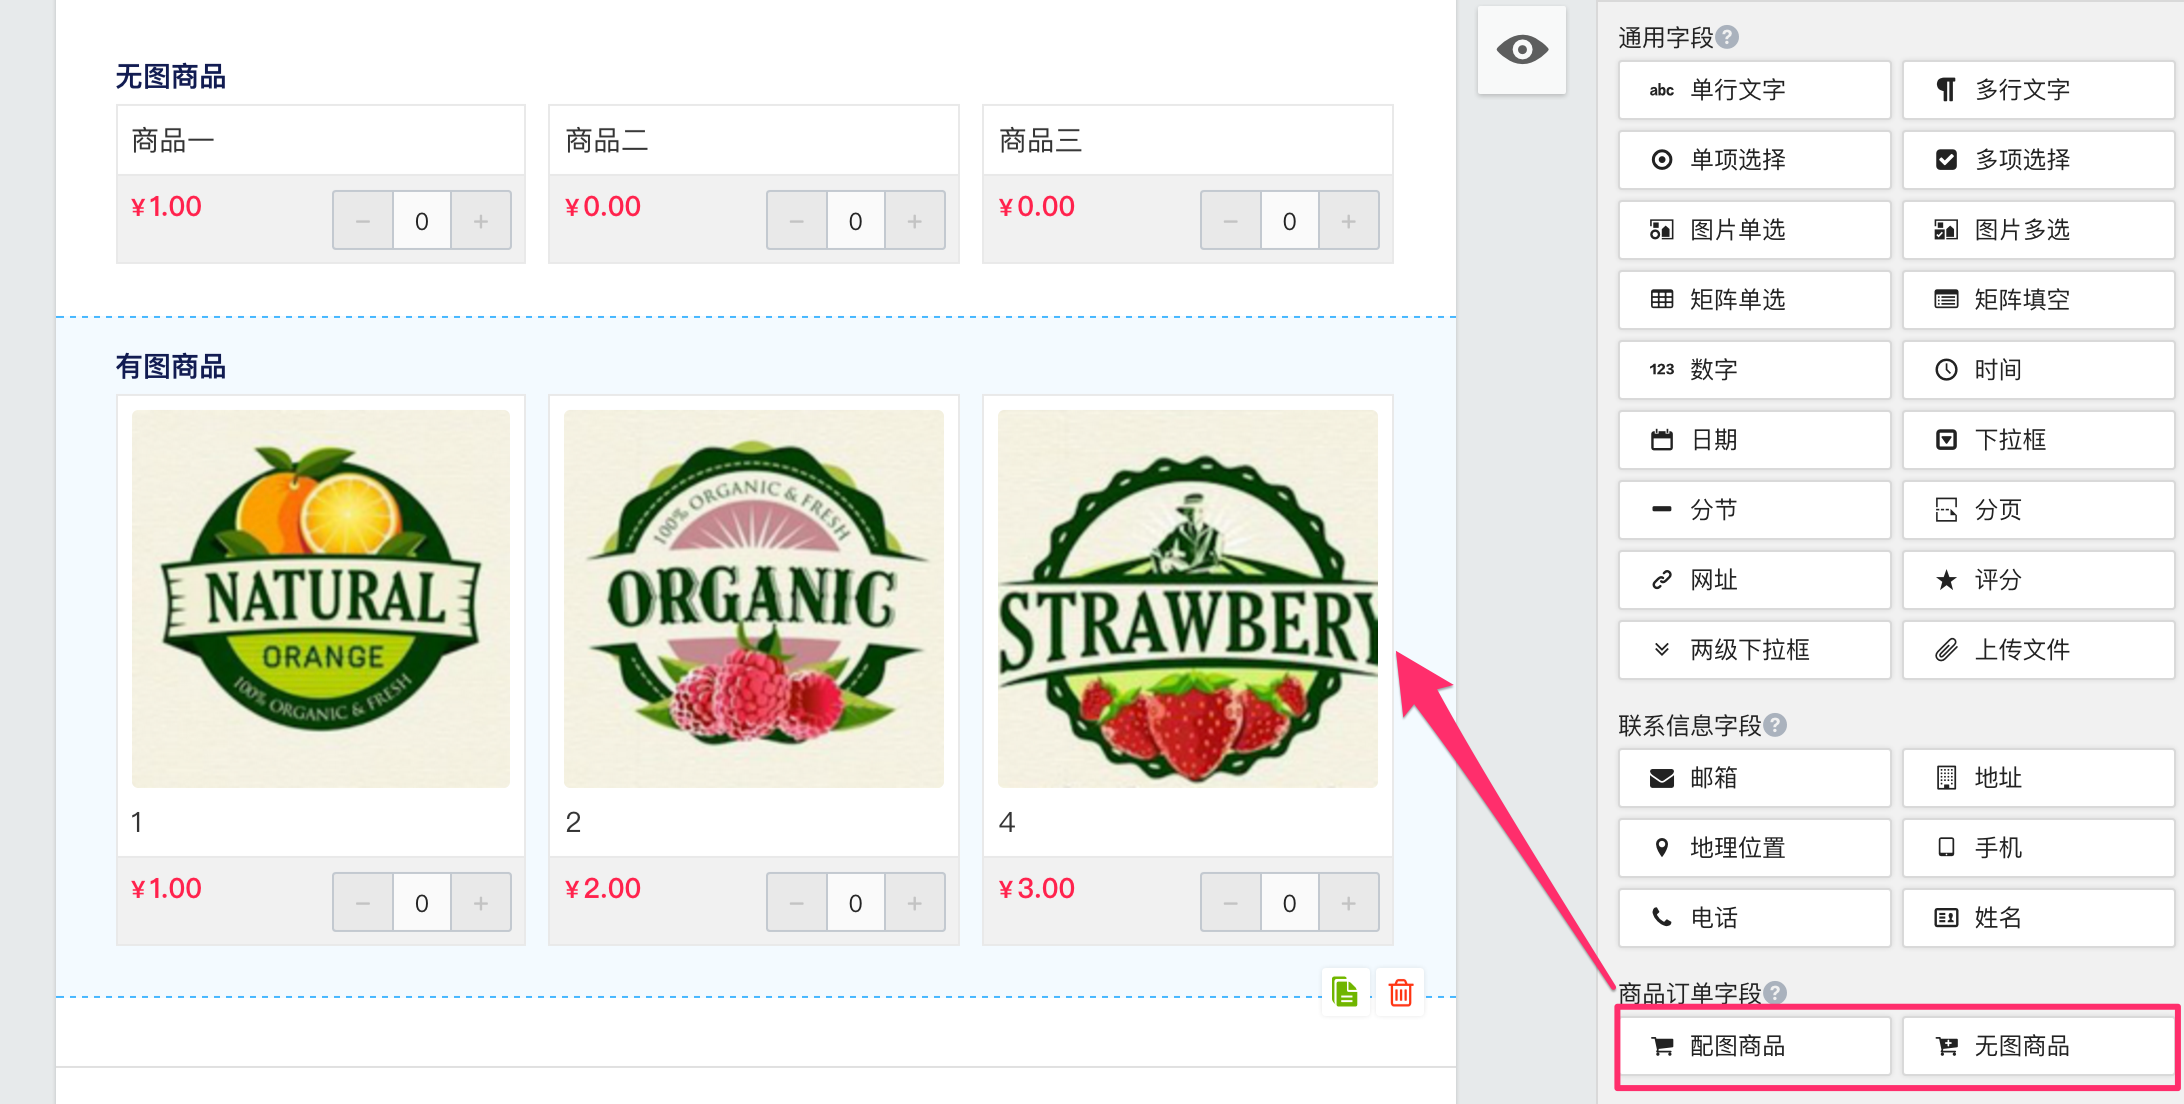 无图商品
商品一
商品二
商品三
¥1.00
− 0 +
¥0.00
− 0 +
¥0.00
− 0 +
有图商品
NATURAL
ORANGE
100% ORGANIC & FRESH
100% ORGANIC & FRESH
ORGANIC
STRAWBERY
1
2
4
¥1.00
− 0 +
¥2.00
− 0 +
¥3.00
− 0 +
通用字段?
abc 单行文字
多行文字
单项选择
多项选择
图片单选
图片多选
矩阵单选
矩阵填空
123 数字
时间
日期
下拉框
分节
分页
网址
评分
两级下拉框
上传文件
联系信息字段?
邮箱
地址
地理位置
手机
电话
姓名
商品订单字段?
配图商品
无图商品